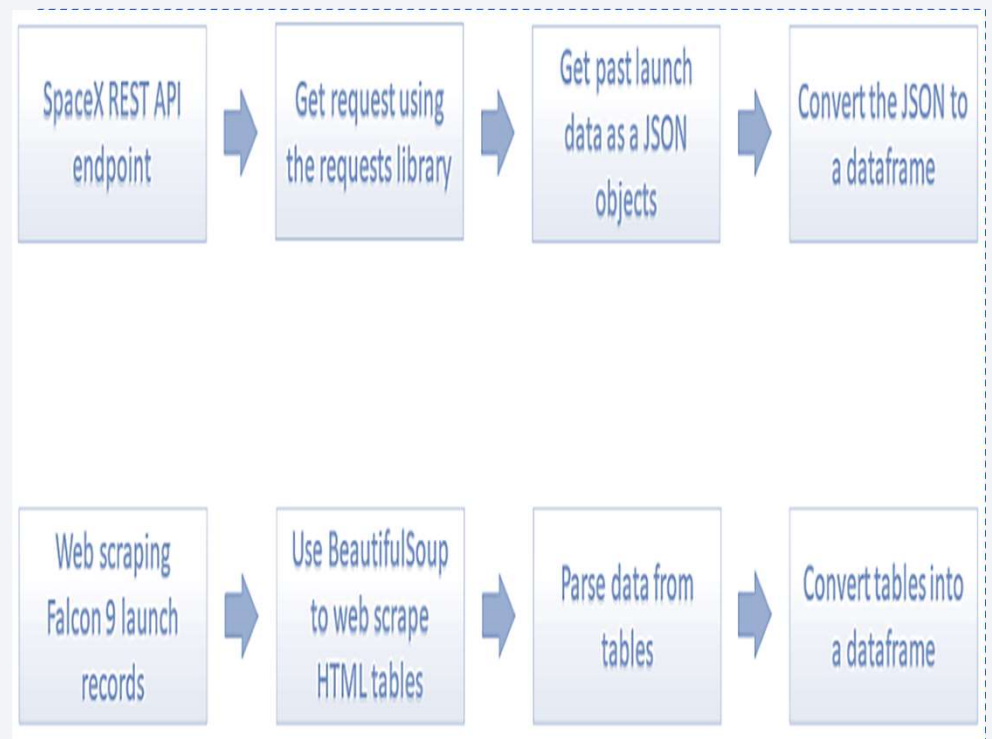 SpaceX REST API
endpoint
Get request using
the requests library
Get past launch
data as a JSON
objects
Convert the JSON to
a dataframe
Web scraping
Falcon 9 launch
records
Use BeautifulSoup
to web scrape
HTML tables
Parse data from
tables
Convert tables into
a dataframe